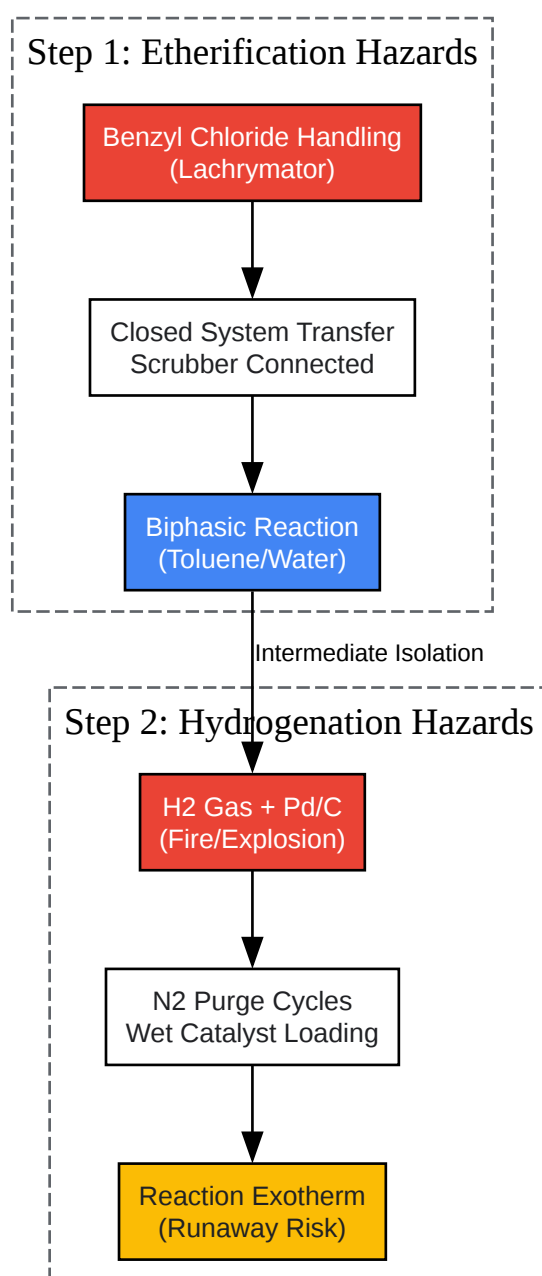 Step 1: Etherification Hazards
Benzyl Chloride Handling
(Lachrymator)
Closed System Transfer
Scrubber Connected
Biphasic Reaction
(Toluene/Water)
Intermediate Isolation
Step 2: Hydrogenation Hazards
H2 Gas + Pd/C
(Fire/Explosion)
N2 Purge Cycles
Wet Catalyst Loading
Reaction Exotherm
(Runaway Risk)